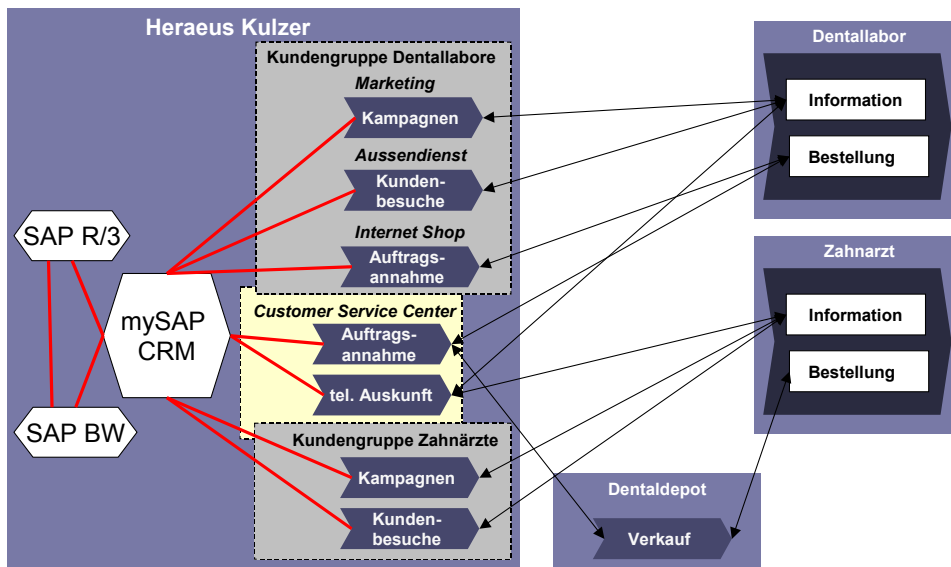 Heraeus Kulzer
Kundengruppe Dentallabore
Marketing
Kampagnen
Aussendienst
Kunden-
besuche
Internet Shop
Auftrags-
annahme
SAP R/3
mySAP
CRM
SAP BW
Customer Service Center
Auftrags-
annahme
tel. Auskunft
Kundengruppe Zahnärzte
Kampagnen
Kunden-
besuche
Dentallabor
Information
Bestellung
Zahnarzt
Information
Bestellung
Dentaldepot
Verkauf